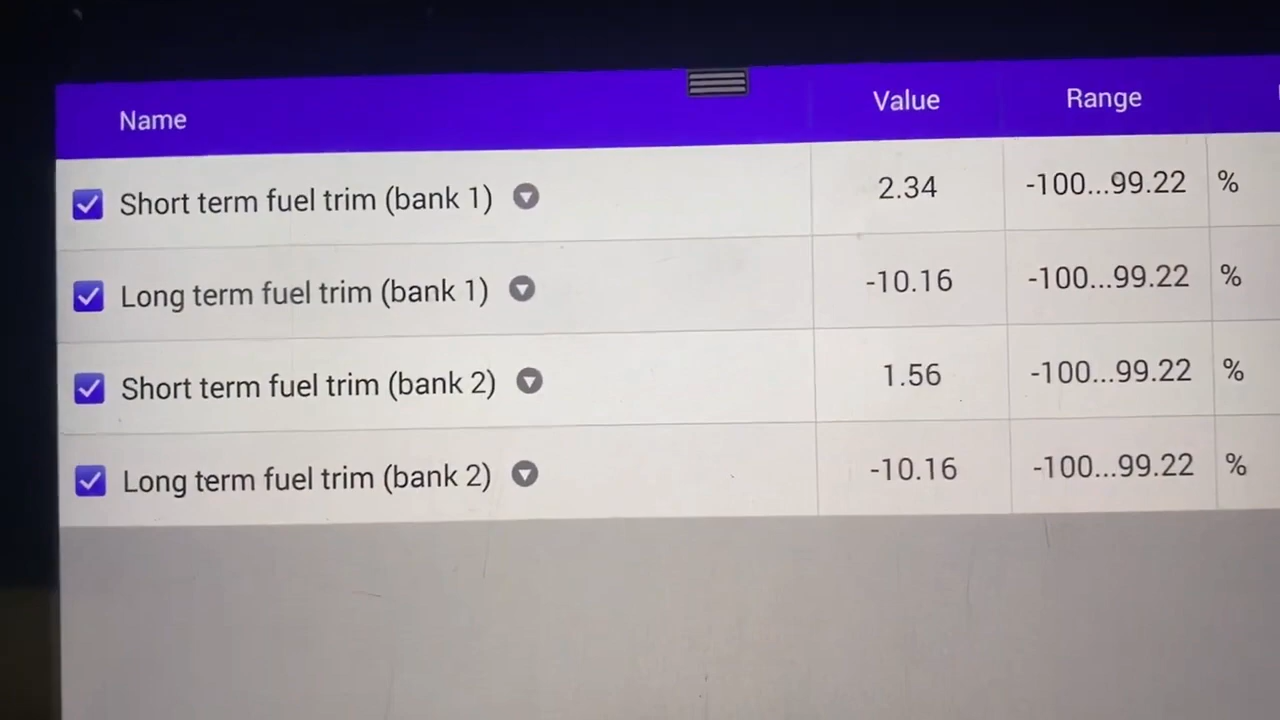 Name Value Range
Short term fuel trim (bank 1) 2.34 -100...99.22 %
Long term fuel trim (bank 1) -10.16 -100...99.22 %
Short term fuel trim (bank 2) 1.56 -100...99.22 %
Long term fuel trim (bank 2) -10.16 -100...99.22 %